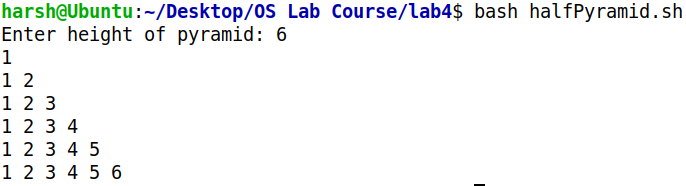 harsh@Ubuntu:~/Desktop/OS Lab Course/lab4$ bash halfPyramid.sh
Enter height of pyramid: 6
1
1 2
1 2 3
1 2 3 4
1 2 3 4 5
1 2 3 4 5 6